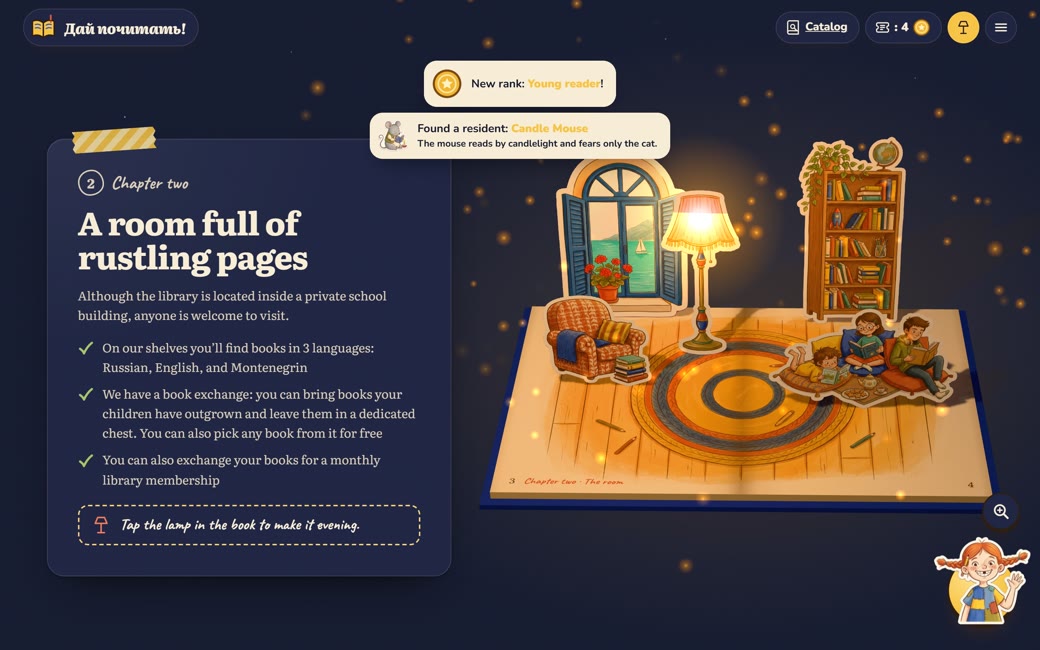 Дай почитать!
Catalog
: 4
New rank: Young reader!
Found a resident: Candle Mouse
The mouse reads by candlelight and fears only the cat.
2 Chapter two
A room full of
rustling pages
Although the library is located inside a private school
building, anyone is welcome to visit.
On our shelves you'll find books in 3 languages:
Russian, English, and Montenegrin
We have a book exchange: you can bring books your
children have outgrown and leave them in a dedicated
chest. You can also pick any book from it for free
You can also exchange your books for a monthly
library membership
Tap the lamp in the book to make it evening.
3 Chapter two · The room
4